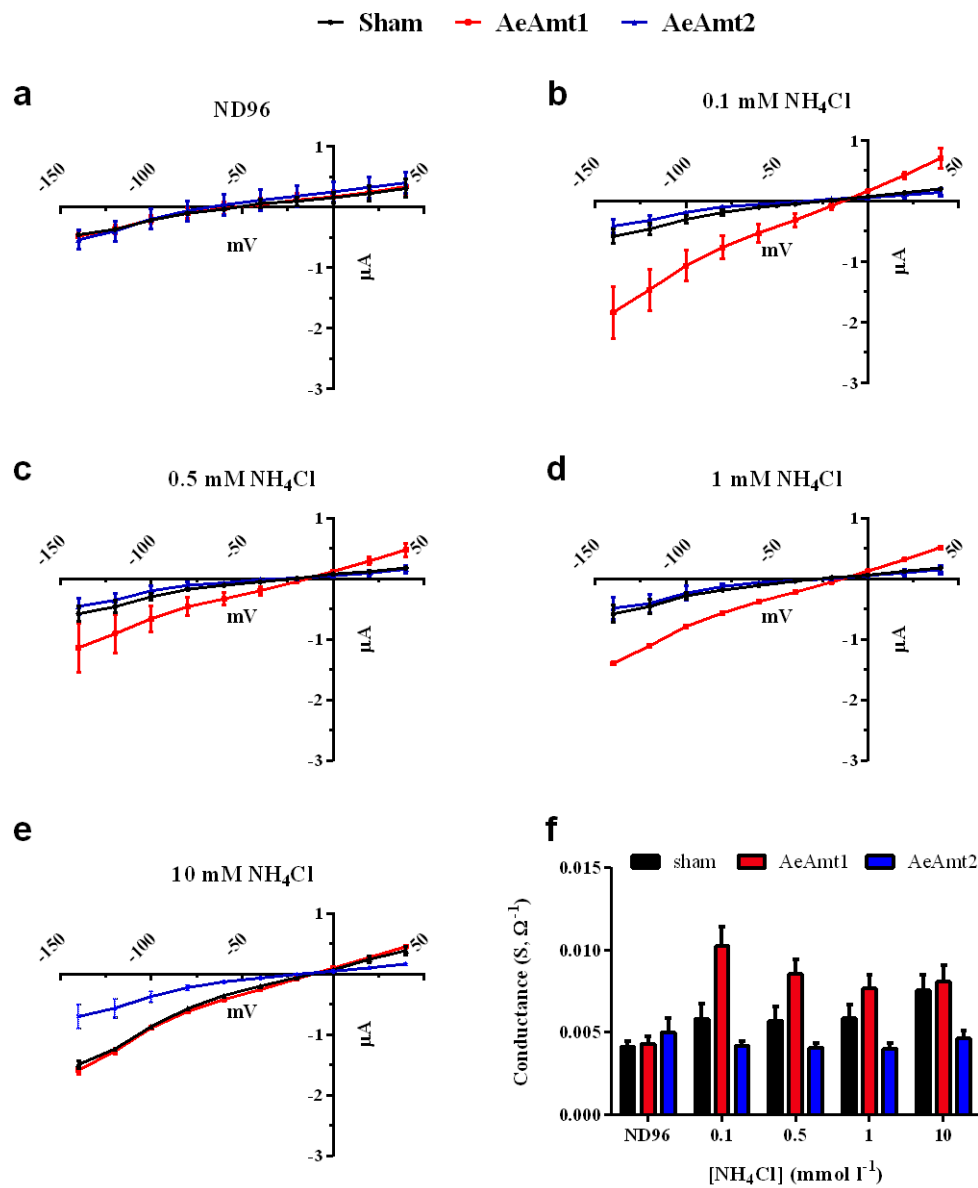 Sham AeAmt1 AeAmt2
a
ND96
-150 -100 -50 50
1
-1
-2
-3
mV
µA
b
0.1 mM NH₄Cl
-150 -100 -50 50
1
-1
-2
-3
mV
µA
c
0.5 mM NH₄Cl
-150 -100 -50 50
1
-1
-2
-3
mV
µA
d
1 mM NH₄Cl
-150 -100 -50 50
1
-1
-2
-3
mV
µA
e
10 mM NH₄Cl
-150 -100 -50 50
1
-1
-2
-3
mV
µA
f
sham AeAmt1 AeAmt2
Conductance (S, Ω⁻¹)
0.015
0.010
0.005
0.000
ND96 0.1 0.5 1 10
[NH₄Cl] (mmol l⁻¹)